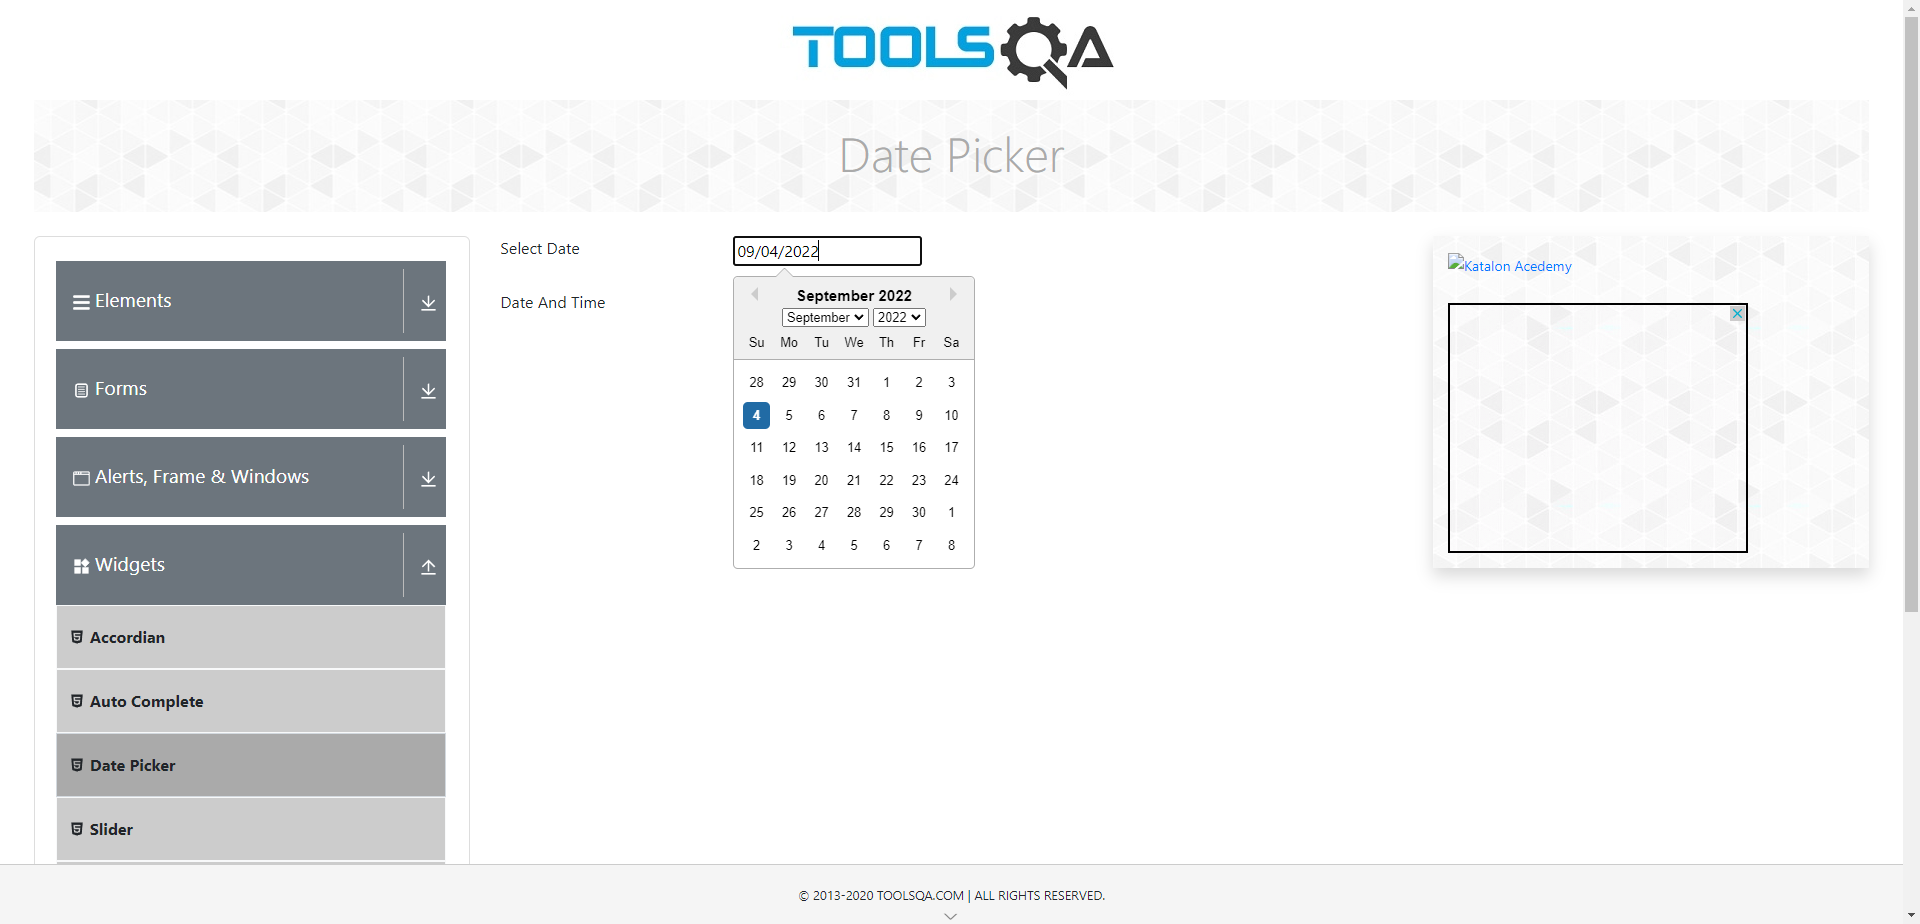 TOOLSQA
Date Picker
Elements
Forms
Alerts, Frame & Windows
Widgets
Accordian
Auto Complete
Date Picker
Slider
Select Date
09/04/2022
Date And Time
September 2022
September 2022
Su Mo Tu We Th Fr Sa
28 29 30 31 1 2 3
4 5 6 7 8 9 10
11 12 13 14 15 16 17
18 19 20 21 22 23 24
25 26 27 28 29 30 1
2 3 4 5 6 7 8
Katalon Acedemy
© 2013-2020 TOOLSQA.COM | ALL RIGHTS RESERVED.